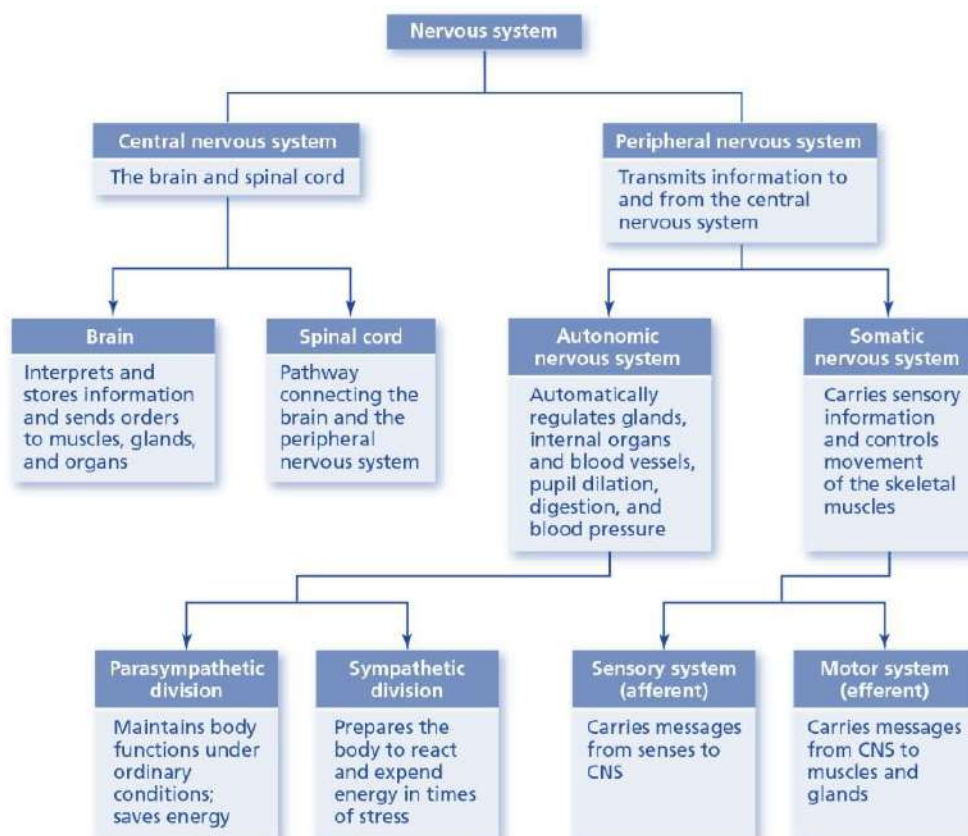 Nervous system
Central nervous system
The brain and spinal cord
Peripheral nervous system
Transmits information to
and from the central
nervous system
Brain
Interprets and
stores information
and sends orders
to muscles, glands,
and organs
Spinal cord
Pathway
connecting the
brain and the
peripheral
nervous system
Autonomic
nervous system
Automatically
regulates glands,
internal organs
and blood vessels,
pupil dilation,
digestion, and
blood pressure
Somatic
nervous system
Carries sensory
information
and controls
movement
of the skeletal
muscles
Parasympathetic
division
Maintains body
functions under
ordinary
conditions;
saves energy
Sympathetic
division
Prepares the
body to react
and expend
energy in times
of stress
Sensory system
(afferent)
Carries messages
from senses to
CNS
Motor system
(efferent)
Carries messages
from CNS to
muscles and
glands